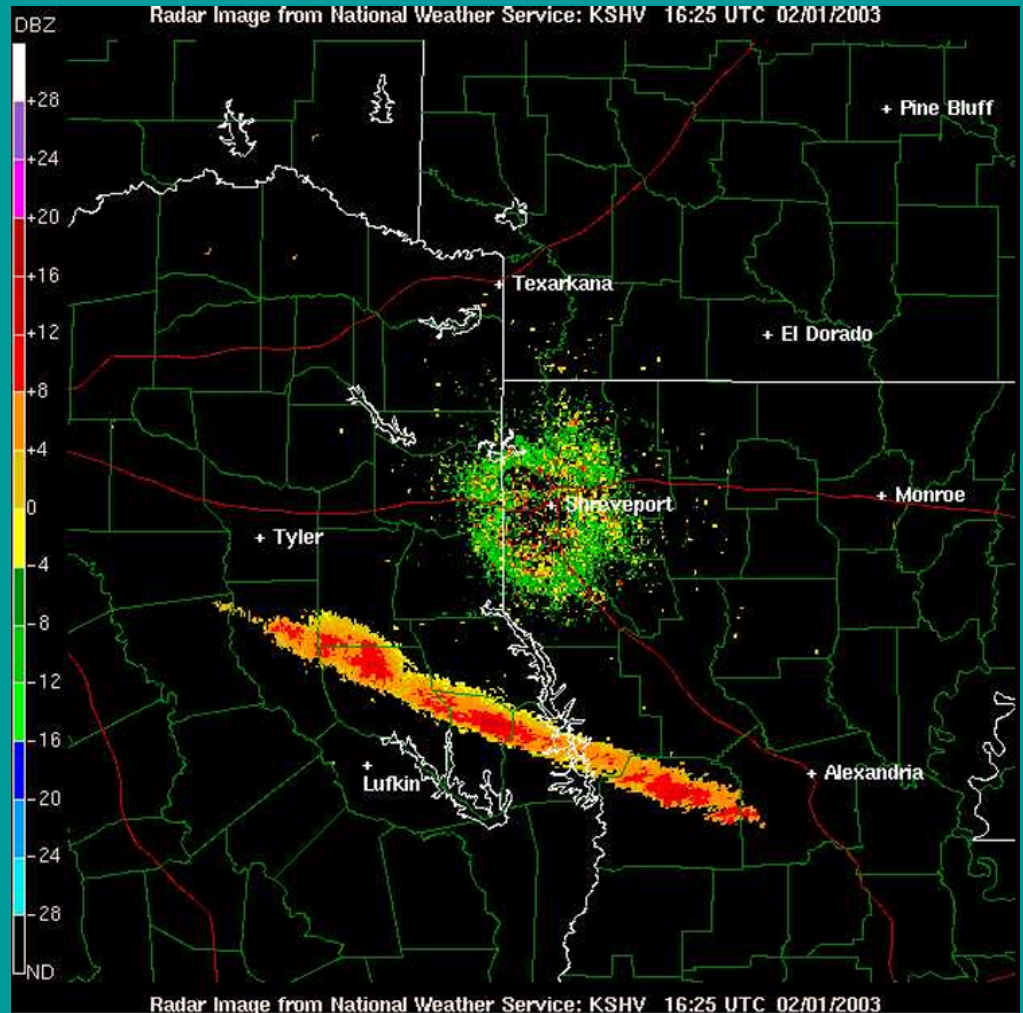 Radar Image from National Weather Service: KSHV 16:25 UTC 02/01/2003
DBZ
+28
+24
+20
+16
+12
+8
+4
0
-4
-8
-12
-16
-20
-24
-28
ND
+ Pine Bluff
+ Texarkana
+ El Dorado
+ Monroe
+ Shreveport
+ Tyler
+ Alexandria
+ Lufkin
Radar Image from National Weather Service: KSHV 16:25 UTC 02/01/2003